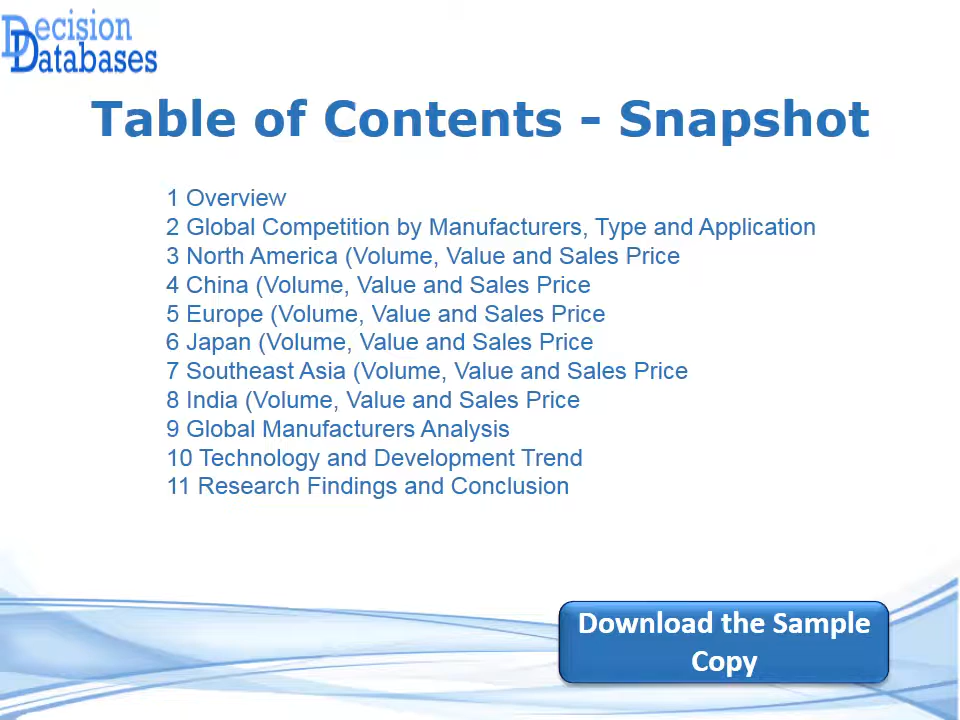 Decision
Databases
Table of Contents - Snapshot
1 Overview
2 Global Competition by Manufacturers, Type and Application
3 North America (Volume, Value and Sales Price
4 China (Volume, Value and Sales Price
5 Europe (Volume, Value and Sales Price
6 Japan (Volume, Value and Sales Price
7 Southeast Asia (Volume, Value and Sales Price
8 India (Volume, Value and Sales Price
9 Global Manufacturers Analysis
10 Technology and Development Trend
11 Research Findings and Conclusion
Download the Sample
Copy